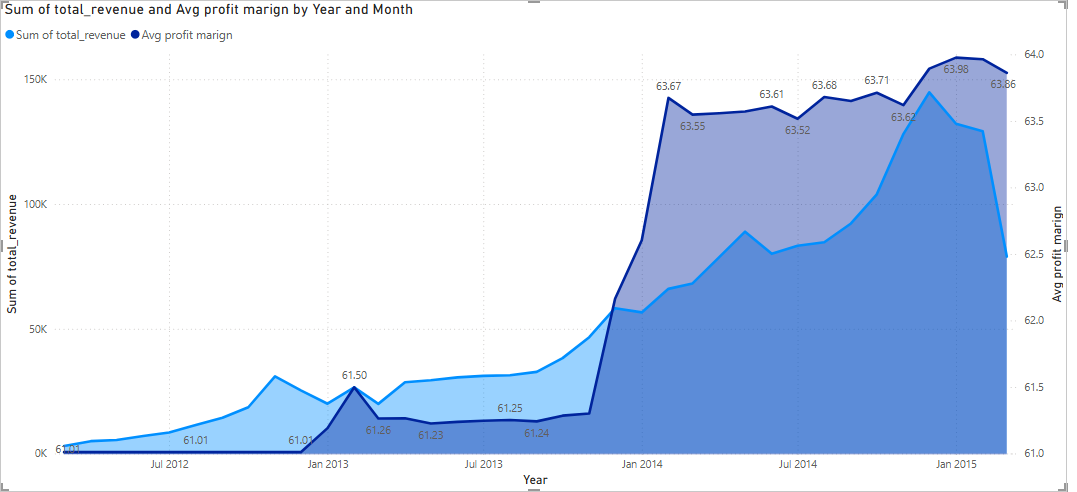 Sum of total_revenue and Avg profit marign by Year and Month
Sum of total_revenue Avg profit marign
150K
100K
50K
0K
Sum of total_revenue
64.0
63.5
63.0
62.5
62.0
61.5
61.0
Avg profit marign
61.01
61.01
61.01
61.50
61.26
61.23
61.25
61.24
63.67
63.55
63.61
63.52
63.68
63.71
63.62
63.98
63.86
Jul 2012 Jan 2013 Jul 2013 Jan 2014 Jul 2014 Jan 2015
Year